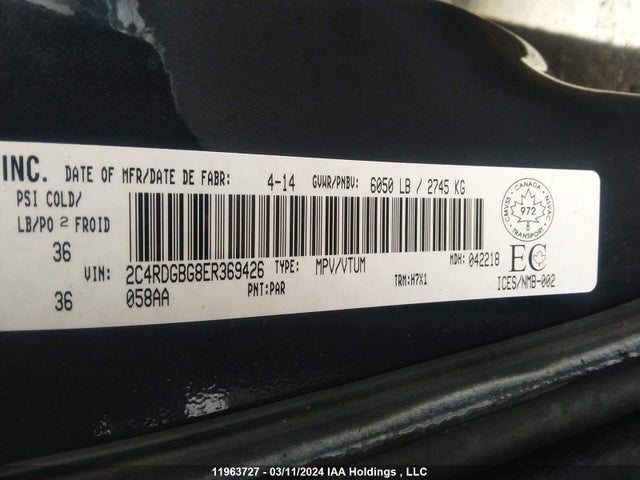 INC. DATE OF MFR/DATE DE FABR: 4-14 GVWR/PNBV: 6050 LB / 2745 KG
PSI COLD/
LB/PO 2 FROID
36
36
VIN: 2C4RDGBG8ER369426 TYPE: MPV/VTUM MDH: 042218
058AA PNT:PAR TRM:H7X1
CANADA
CMVSS NSVAC
972
TRANSPORT
EC
ICES/NMB-002
11963727 - 03/11/2024 IAA Holdings , LLC